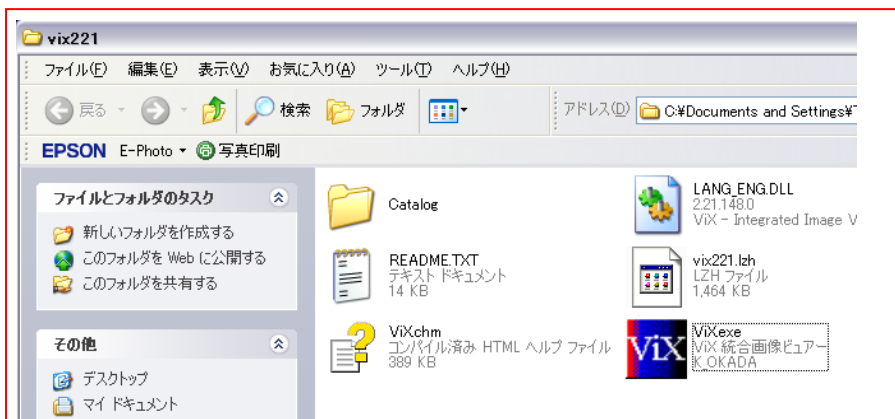 vix221
ファイル(F) 編集(E) 表示(V) お気に入り(A) ツール(T) ヘルプ(H)
戻る 検索 フォルダ アドレス(D) C:¥Documents and Settings¥
EPSON E-Photo 写真印刷
ファイルとフォルダのタスク
新しいフォルダを作成する
このフォルダを Web に公開する
このフォルダを共有する
その他
デスクトップ
マイ ドキュメント
Catalog
LANG_ENG.DLL
2.21.148.0
ViX - Integrated Image V
README.TXT
テキスト ドキュメント
14 KB
vix221.lzh
LZH ファイル
1,464 KB
ViX.chm
コンパイル済み HTML ヘルプ ファイル
389 KB
ViX
ViX.exe
ViX 統合画像ビュアー
K_OKADA